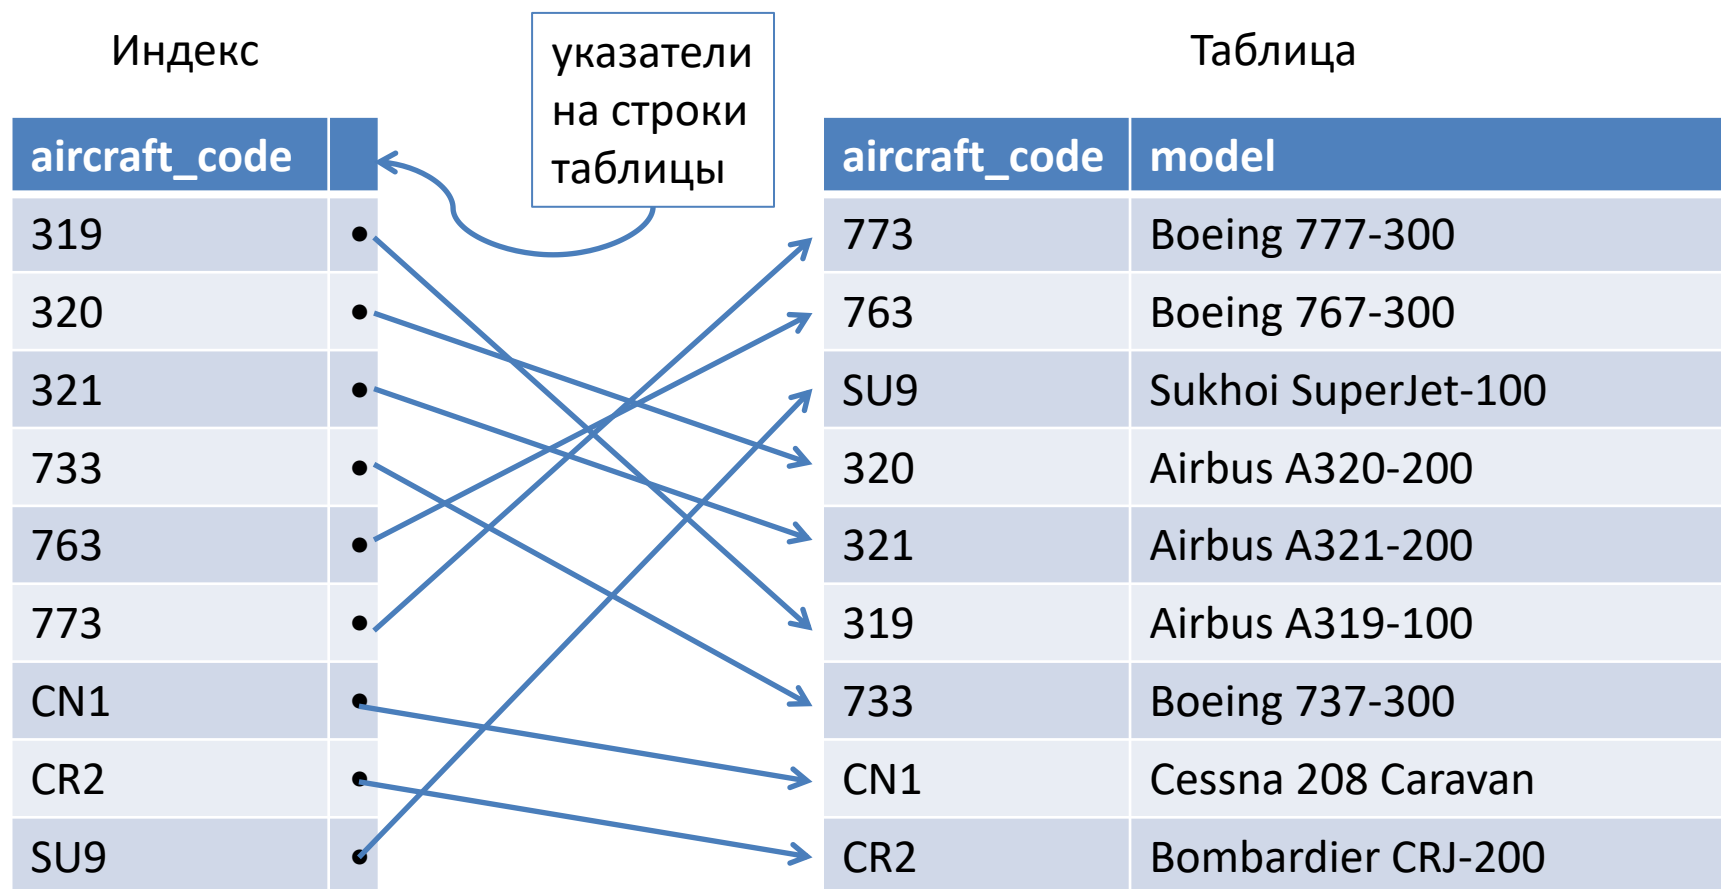 Индекс
указатели
на строки
таблицы
Таблица
aircraft_code
319
320
321
733
763
773
CN1
CR2
SU9
aircraft_code model
773 Boeing 777-300
763 Boeing 767-300
SU9 Sukhoi SuperJet-100
320 Airbus A320-200
321 Airbus A321-200
319 Airbus A319-100
733 Boeing 737-300
CN1 Cessna 208 Caravan
CR2 Bombardier CRJ-200